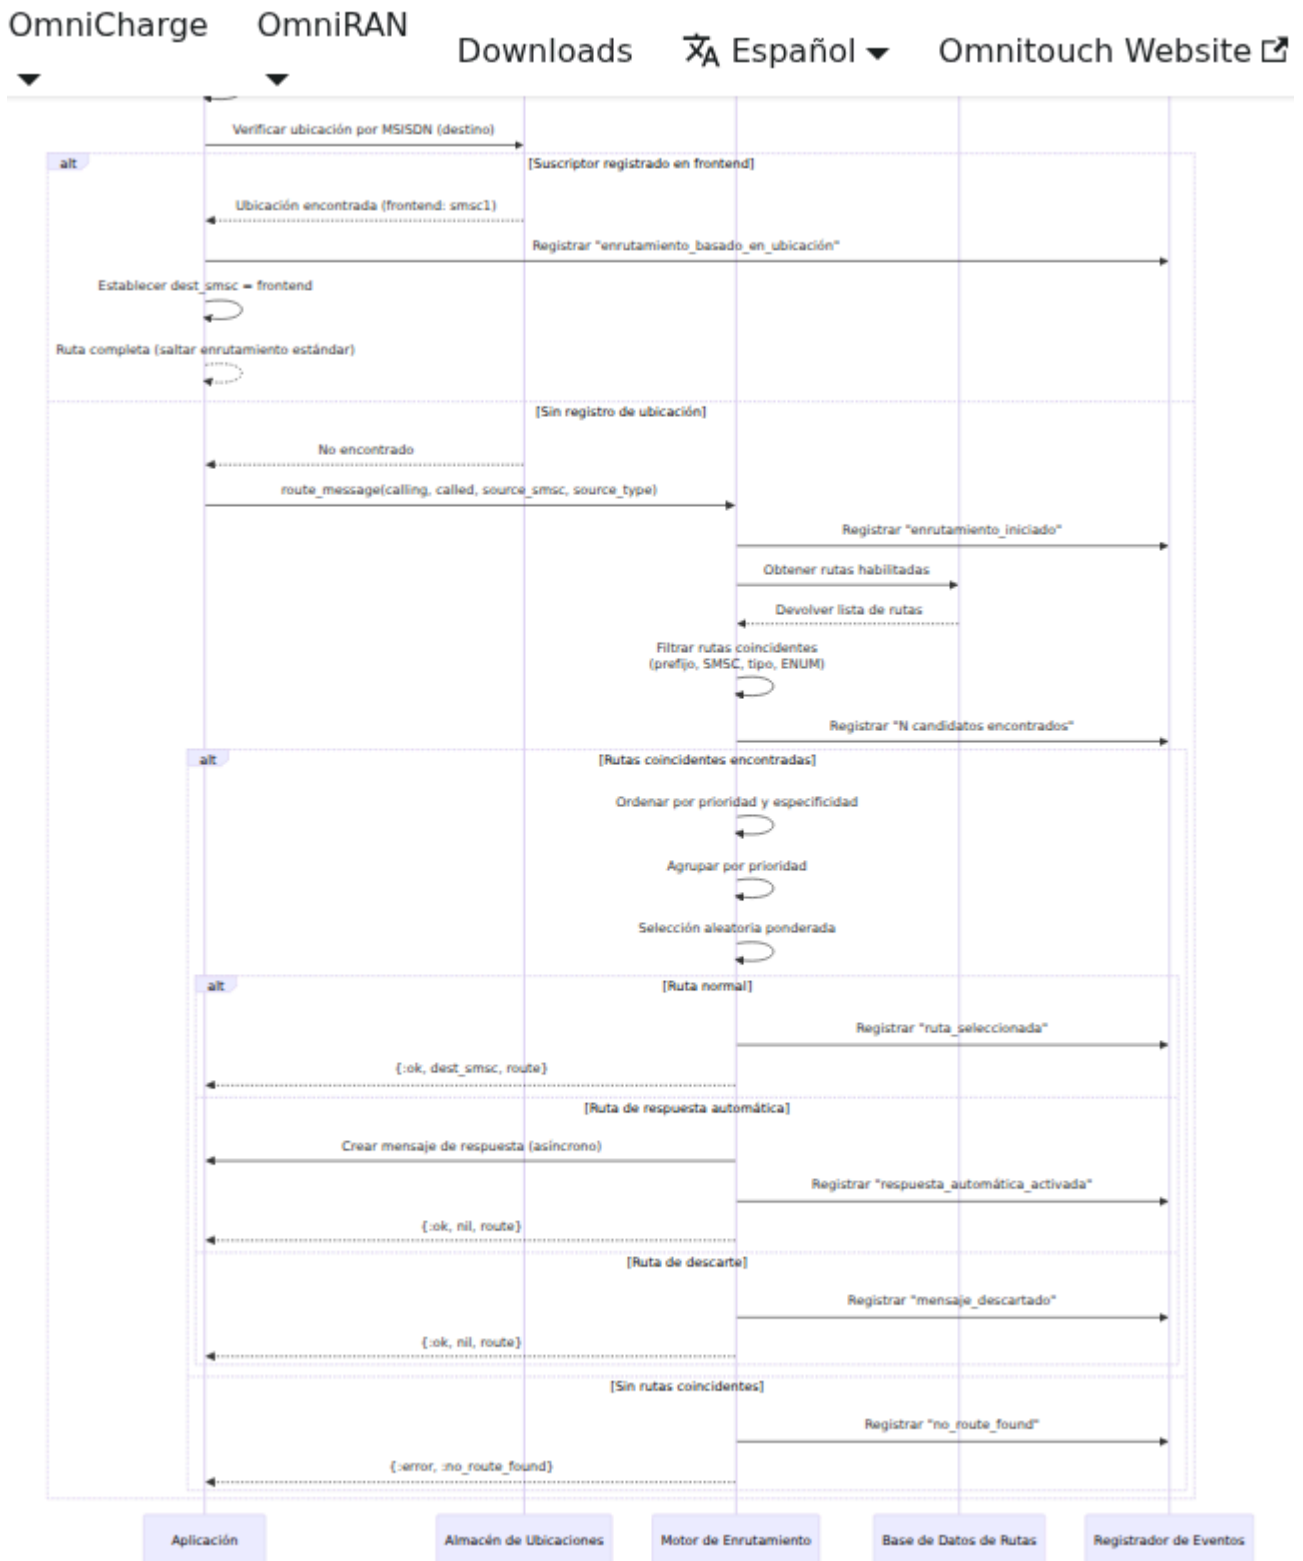 OmniCharge
OmniRAN
Downloads
Español
Omnitouch Website
Verificar ubicación por MSISDN (destino)
alt
[Suscriptor registrado en frontend]
Ubicación encontrada (frontend: smsc1)
Registrar "enrutamiento_basado_en_ubicación"
Establecer dest_smsc = frontend
Ruta completa (saltar enrutamiento estándar)
[Sin registro de ubicación]
No encontrado
route_message(calling, called, source_smsc, source_type)
Registrar "enrutamiento_iniciado"
Obtener rutas habilitadas
Devolver lista de rutas
Filtrar rutas coincidentes
(prefijo, SMSC, tipo, ENUM)
Registrar "N candidatos encontrados"
alt
[Rutas coincidentes encontradas]
Ordenar por prioridad y especificidad
Agrupar por prioridad
Selección aleatoria ponderada
alt
[Ruta normal]
Registrar "ruta_seleccionada"
{:ok, dest_smsc, route}
[Ruta de respuesta automática]
Crear mensaje de respuesta (asíncrono)
Registrar "respuesta_automática_activada"
{:ok, nil, route}
[Ruta de descarte]
Registrar "mensaje_descartado"
{:ok, nil, route}
[Sin rutas coincidentes]
Registrar "no_route_found"
{:error, :no_route_found}
Aplicación
Almacén de Ubicaciones
Motor de Enrutamiento
Base de Datos de Rutas
Registrador de Eventos